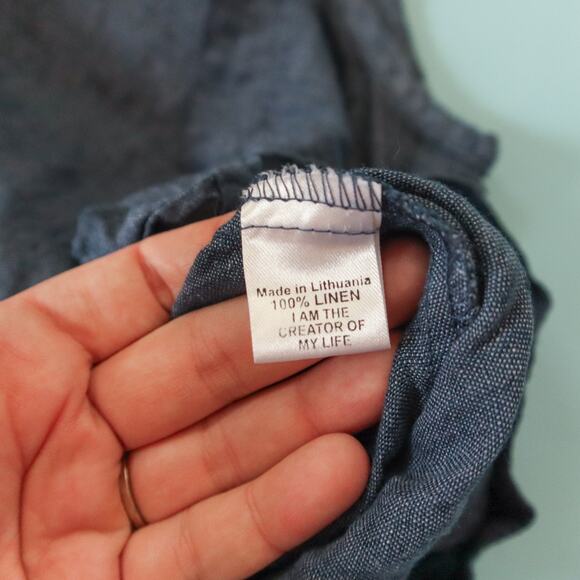 Made in Lithuania
100% LINEN
I AM THE
CREATOR OF
MY LIFE